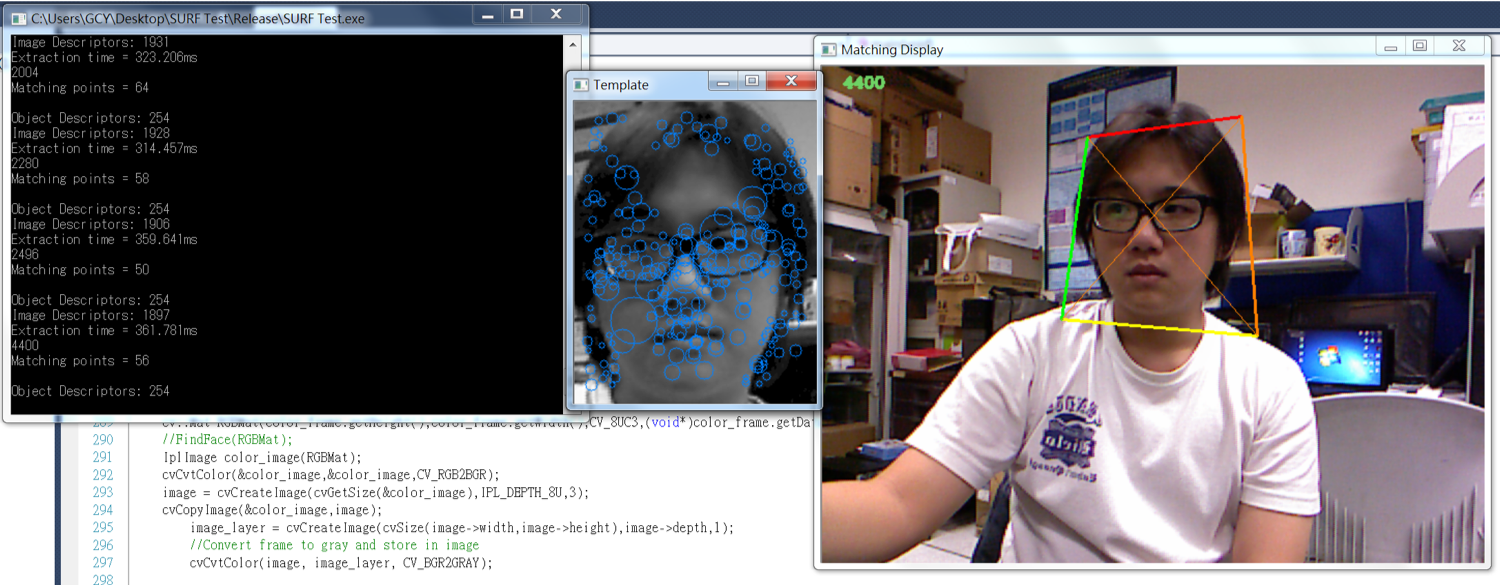 C:\Users\GCY\Desktop\SURF Test\Release\SURF Test.exe
Image Descriptors: 1931
Extraction time = 323.206ms
2004
Matching points = 64
Object Descriptors: 254
Image Descriptors: 1928
Extraction time = 314.457ms
2280
Matching points = 58
Object Descriptors: 254
Image Descriptors: 1906
Extraction time = 359.641ms
2496
Matching points = 50
Object Descriptors: 254
Image Descriptors: 1897
Extraction time = 361.781ms
4400
Matching points = 56
Object Descriptors: 254
Template
Matching Display
4400
289 cv::Mat RGBMat(color_frame.getHeight(),color_frame.getWidth(),CV_8UC3,(void*)color_frame.getDat
290 //FindFace(RGBMat);
291 IplImage color_image(RGBMat);
292 cvCvtColor(&color_image,&color_image,CV_RGB2BGR);
293 image = cvCreateImage(cvGetSize(&color_image),IPL_DEPTH_8U,3);
294 cvCopyImage(&color_image,image);
295 image_layer = cvCreateImage(cvSize(image->width,image->height),image->depth,1);
296 //Convert frame to gray and store in image
297 cvCvtColor(image, image_layer, CV_BGR2GRAY);
298